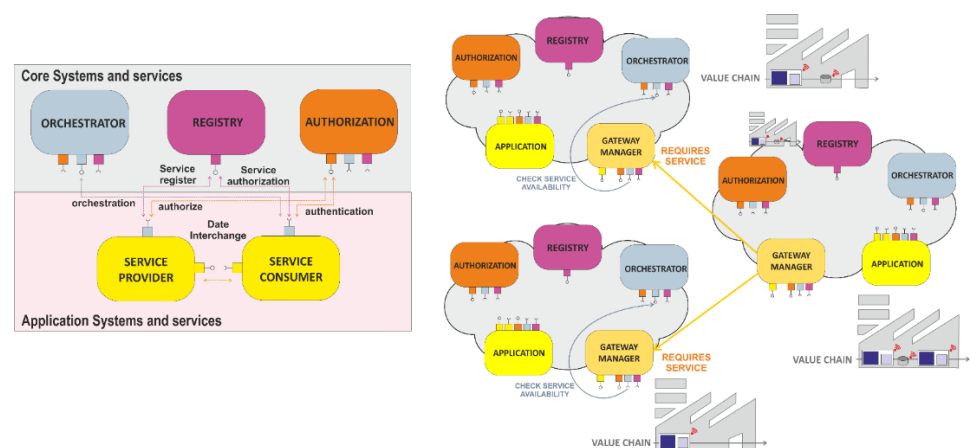 Core Systems and services
ORCHESTRATOR
REGISTRY
AUTHORIZATION
Service
register
Service
authorization
orchestration
authorize
authentication
Date
Interchange
SERVICE
PROVIDER
SERVICE
CONSUMER
Application Systems and services
REGISTRY
AUTHORIZATION
ORCHESTRATOR
APPLICATION
GATEWAY
MANAGER
CHECK SERVICE
AVAILABILITY
REQUIRES
SERVICE
VALUE CHAIN
REGISTRY
AUTHORIZATION
ORCHESTRATOR
GATEWAY
MANAGER
APPLICATION
VALUE CHAIN
REGISTRY
AUTHORIZATION
ORCHESTRATOR
APPLICATION
GATEWAY
MANAGER
CHECK SERVICE
AVAILABILITY
REQUIRES
SERVICE
VALUE CHAIN